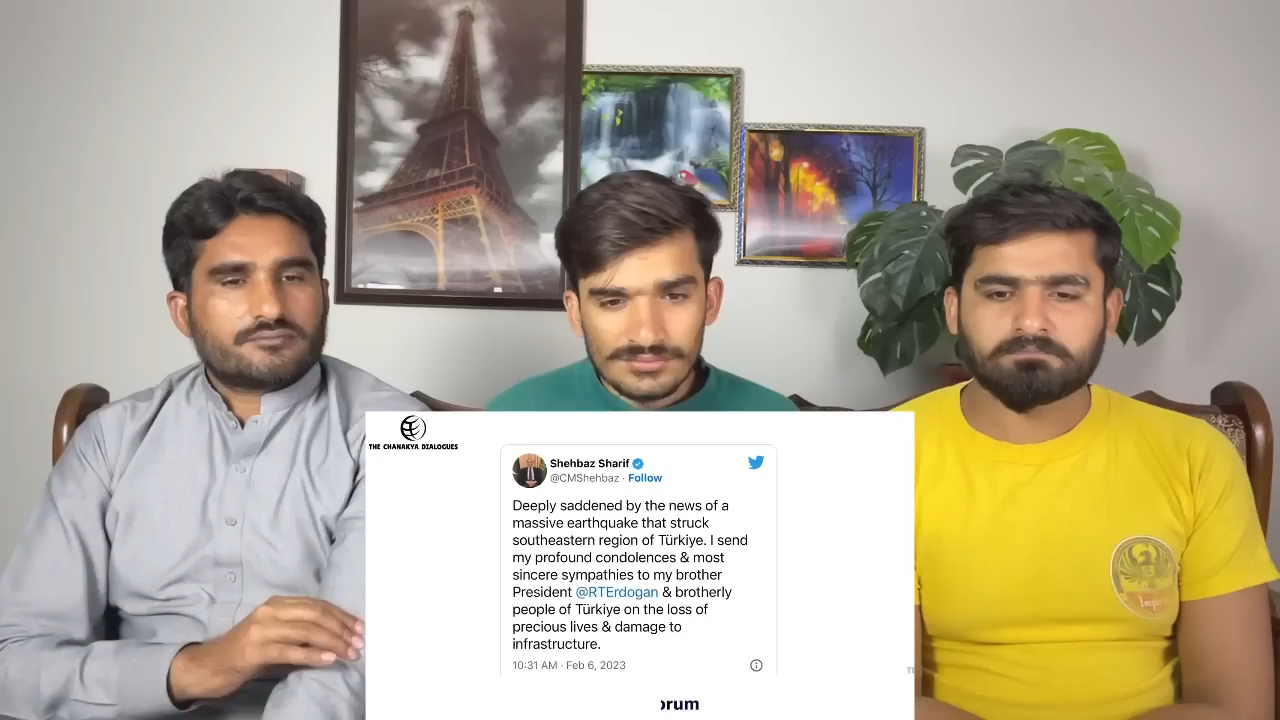 THE CHANAKYA DIALOGUES
Shehbaz Sharif
@CMShehbaz · Follow
Deeply saddened by the news of a
massive earthquake that struck
southeastern region of Türkiye. I send
my profound condolences & most
sincere sympathies to my brother
President @RTErdogan & brotherly
people of Türkiye on the loss of
precious lives & damage to
infrastructure.
10:31 AM · Feb 6, 2023